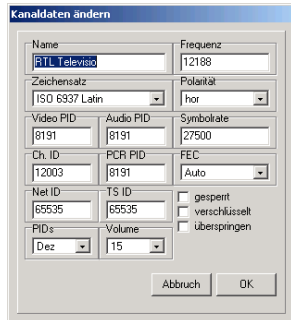 Kanaldaten ändern
Name Frequenz
RTL Televisio 12188
Zeichensatz Polarität
ISO 6937 Latin hor
Video PID Audio PID Symbolrate
8191 8191 27500
Ch. ID PCR PID FEC
12003 8191 Auto
Net ID TS ID
65535 65535
gesperrt
verschlüsselt
überspringen
PIDs Volume
Dez 15
Abbruch OK